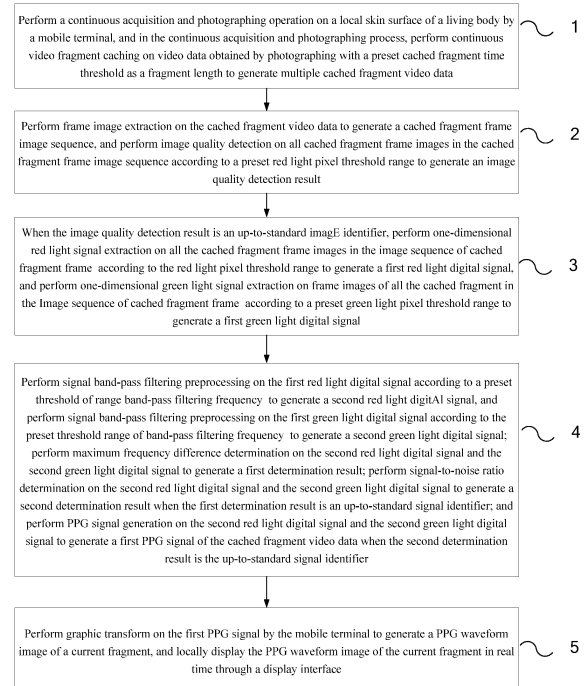 Perform a continuous acquisition and photographing operation on a local skin surface of a living body by
a mobile terminal, and in the continuous acquisition and photographing process, perform continuous
video fragment caching on video data obtained by photographing with a preset cached fragment time
threshold as a fragment length to generate multiple cached fragment video data
1
Perform frame image extraction on the cached fragment video data to generate a cached fragment frame
image sequence, and perform image quality detection on all cached fragment frame images in the cached
fragment frame image sequence according to a preset red light pixel threshold range to generate an image
quality detection result
2
When the image quality detection result is an up-to-standard imagE identifier, perform one-dimensional
red light signal extraction on all the cached fragment frame images in the image sequence of cached
fragment frame according to the red light pixel threshold range to generate a first red light digital signal,
and perform one-dimensional green light signal extraction on frame images of all the cached fragment in
the Image sequence of cached fragment frame according to a preset green light pixel threshold range to
generate a first green light digital signal
3
Perform signal band-pass filtering preprocessing on the first red light digital signal according to a preset
threshold of range band-pass filtering frequency to generate a second red light digitAl signal, and
perform signal band-pass filtering preprocessing on the first green light digital signal according to the
preset threshold range of band-pass filtering frequency to generate a second green light digital signal;
perform maximum frequency difference determination on the second red light digital signal and the
second green light digital signal to generate a first determination result; perform signal-to-noise ratio
determination on the second red light digital signal and the second green light digital signal to generate a
second determination result when the first determination result is an up-to-standard signal identifier; and
perform PPG signal generation on the second red light digital signal and the second green light digital
signal to generate a first PPG signal of the cached fragment video data when the second determination
result is the up-to-standard signal identifier
4
Perform graphic transform on the first PPG signal by the mobile terminal to generate a PPG waveform
image of a current fragment, and locally display the PPG waveform image of the current fragment in real
time through a display interface
5